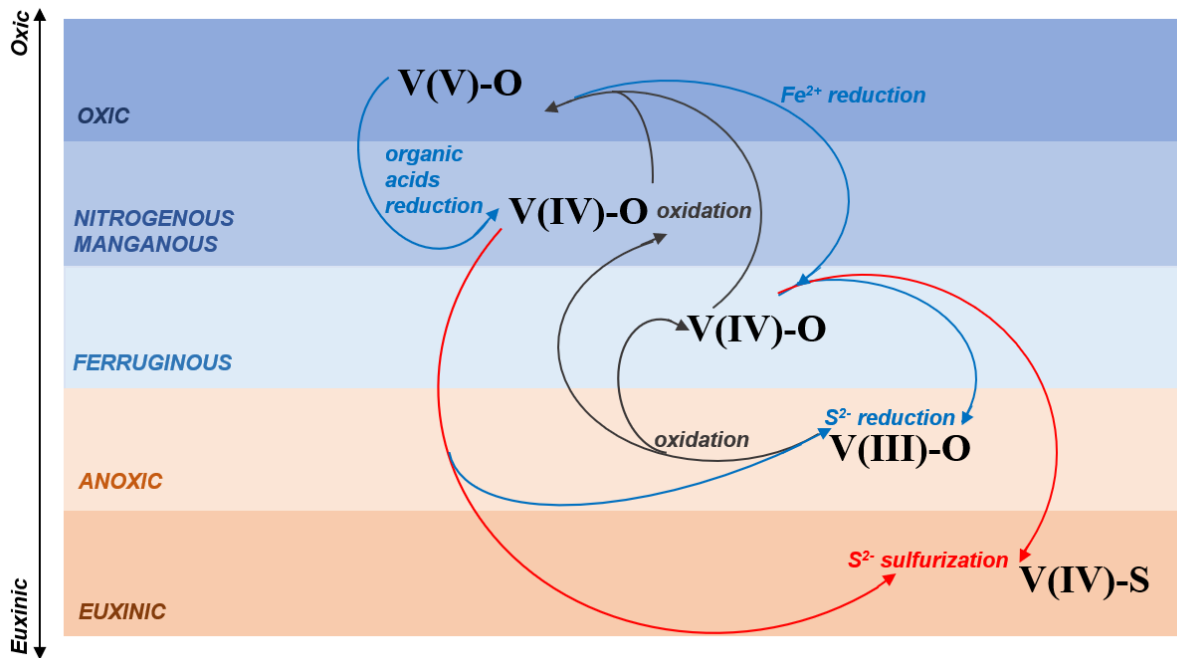 Oxic
V(V)-O
Fe²⁺ reduction
OXIC
organic
acids
reduction
V(IV)-O
oxidation
NITROGENOUS
MANGANOUS
V(IV)-O
FERRUGINOUS
S²⁻ reduction
oxidation
V(III)-O
ANOXIC
S²⁻ sulfurization
V(IV)-S
EUXINIC
Euxinic